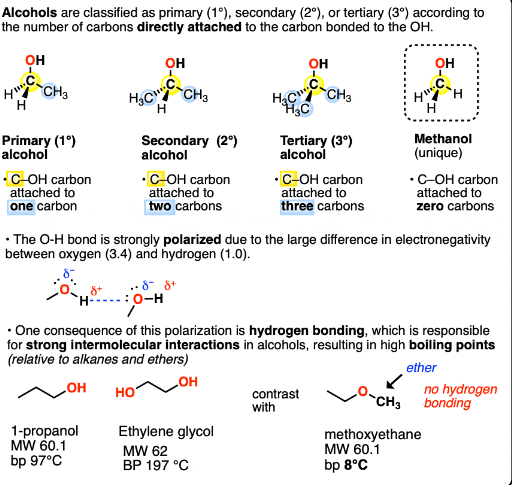 Alcohols are classified as primary (1°), secondary (2°), or tertiary (3°) according to
the number of carbons directly attached to the carbon bonded to the OH.
OH
C
H
H
CH3
OH
H3C
C
CH3
H
OH
H3C
C
CH3
H3C
OH
C
H
H
H
Primary (1°)
alcohol
• C–OH carbon
attached to
one carbon
Secondary (2°)
alcohol
• C–OH carbon
attached to
two carbons
Tertiary (3°)
alcohol
• C–OH carbon
attached to
three carbons
Methanol
(unique)
• C–OH carbon
attached to
zero carbons
• The O-H bond is strongly polarized due to the large difference in electronegativity
between oxygen (3.4) and hydrogen (1.0).
δ−
O
H
δ+
δ−
δ+
O–H
• One consequence of this polarization is hydrogen bonding, which is responsible
for strong intermolecular interactions in alcohols, resulting in high boiling points
(relative to alkanes and ethers)
OH
1-propanol
MW 60.1
bp 97°C
HO
OH
Ethylene glycol
MW 62
BP 197 °C
contrast
with
ether
O
CH3
no hydrogen
bonding
methoxyethane
MW 60.1
bp 8°C